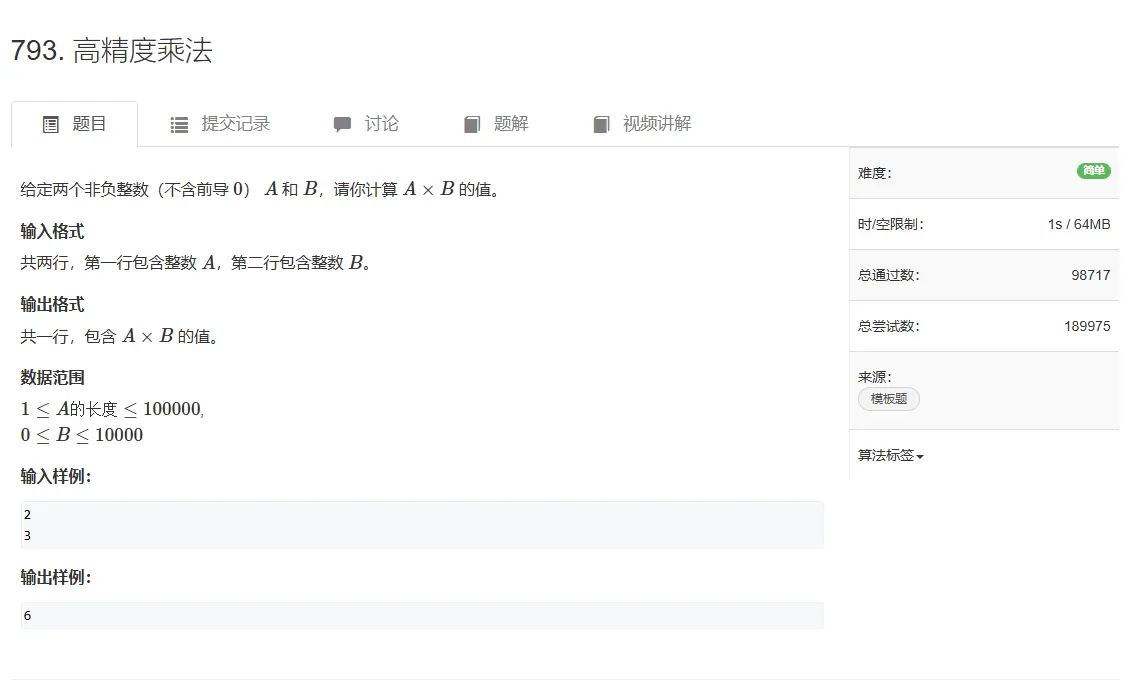 793. 高精度乘法
题目 提交记录 讨论 题解 视频讲解
给定两个非负整数（不含前导 0） A 和 B，请你计算 A × B 的值。
输入格式
共两行，第一行包含整数 A，第二行包含整数 B。
输出格式
共一行，包含 A × B 的值。
数据范围
1 ≤ A的长度 ≤ 100000,
0 ≤ B ≤ 10000
输入样例：
2
3
输出样例：
6
难度： 简单
时/空限制： 1s / 64MB
总通过数： 98717
总尝试数： 189975
来源：
模板题
算法标签